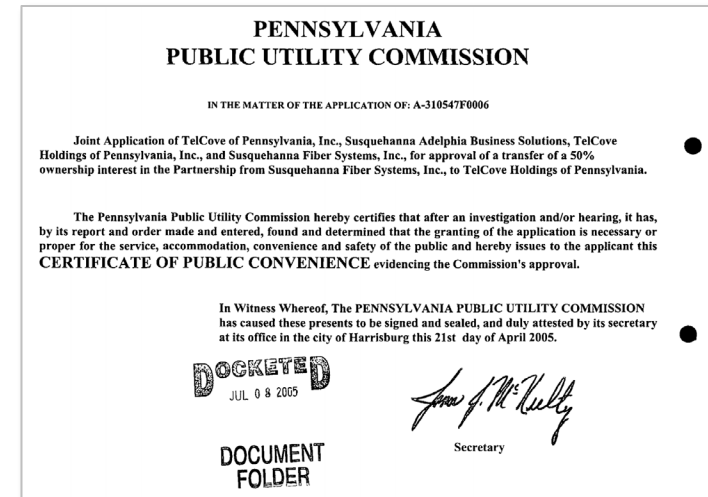 PENNSYLVANIA
PUBLIC UTILITY COMMISSION
IN THE MATTER OF THE APPLICATION OF: A-310547F0006
Joint Application of TelCove of Pennsylvania, Inc., Susquehanna Adelphia Business Solutions, TelCove
Holdings of Pennsylvania, Inc., and Susquehanna Fiber Systems, Inc., for approval of a transfer of a 50%
ownership interest in the Partnership from Susquehanna Fiber Systems, Inc., to TelCove Holdings of Pennsylvania.
The Pennsylvania Public Utility Commission hereby certifies that after an investigation and/or hearing, it has,
by its report and order made and entered, found and determined that the granting of the application is necessary or
proper for the service, accommodation, convenience and safety of the public and hereby issues to the applicant this
CERTIFICATE OF PUBLIC CONVENIENCE evidencing the Commission's approval.
In Witness Whereof, The PENNSYLVANIA PUBLIC UTILITY COMMISSION
has caused these presents to be signed and sealed, and duly attested by its secretary
at its office in the city of Harrisburg this 21st day of April 2005.
DOCKETED
JUL 08 2005
James J. McNulty
Secretary
DOCUMENT
FOLDER